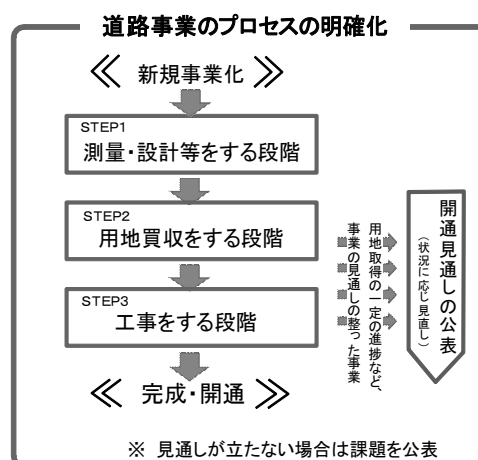 道路事業のプロセスの明確化
≪ 新規事業化 ≫
STEP1
測量・設計等をする段階
STEP2
用地買収をする段階
STEP3
工事をする段階
≪ 完成・開通 ≫
用地取得の一定の進捗など、
事業の見通しの整った事業
開通見通しの公表
(状況に応じ見直し)
※ 見通しが立たない場合は課題を公表